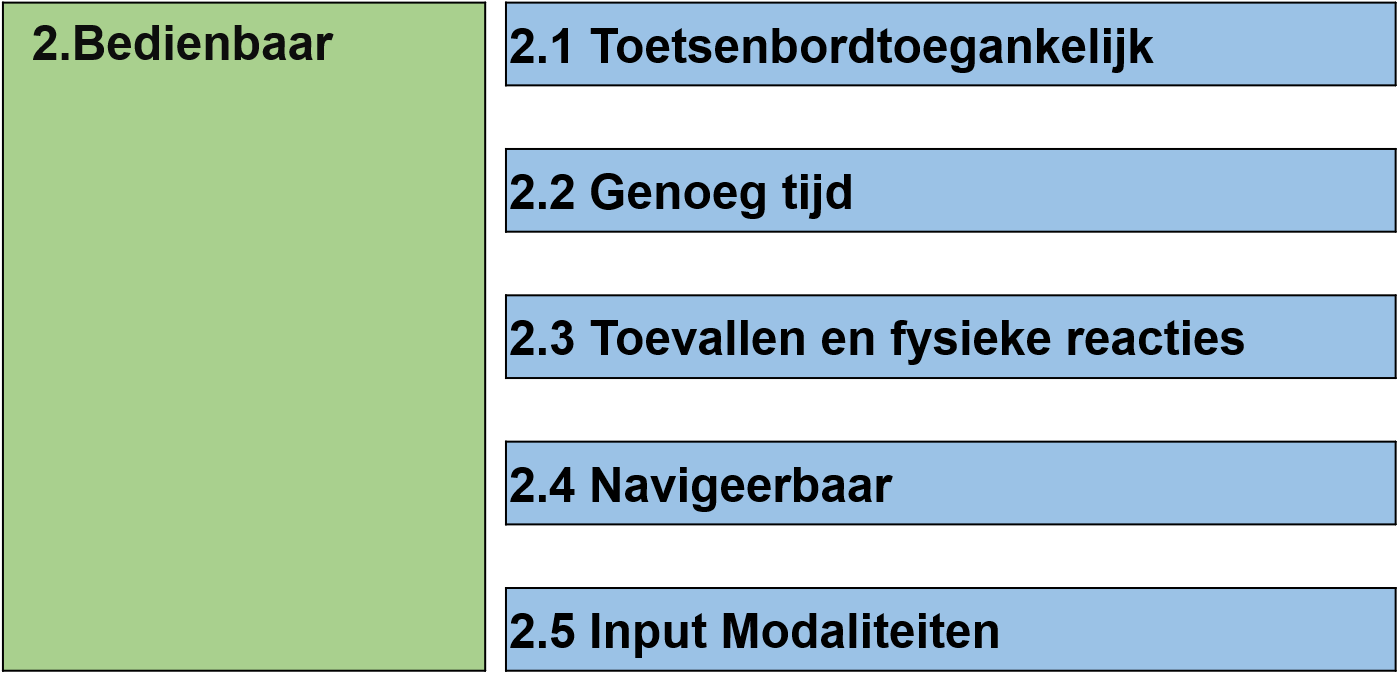 2.Bedienbaar
2.1 Toetsenbordtoegankelijk
2.2 Genoeg tijd
2.3 Toevallen en fysieke reacties
2.4 Navigeerbaar
2.5 Input Modaliteiten